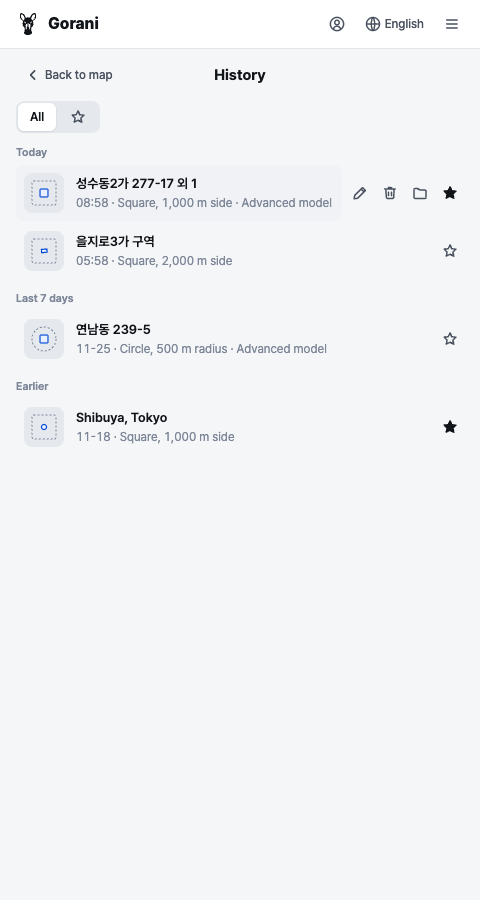 Gorani
English
Back to map
History
All
Today
성수동2가 277-17 외 1
08:58 · Square, 1,000 m side · Advanced model
을지로3가 구역
05:58 · Square, 2,000 m side
Last 7 days
연남동 239-5
11-25 · Circle, 500 m radius · Advanced model
Earlier
Shibuya, Tokyo
11-18 · Square, 1,000 m side